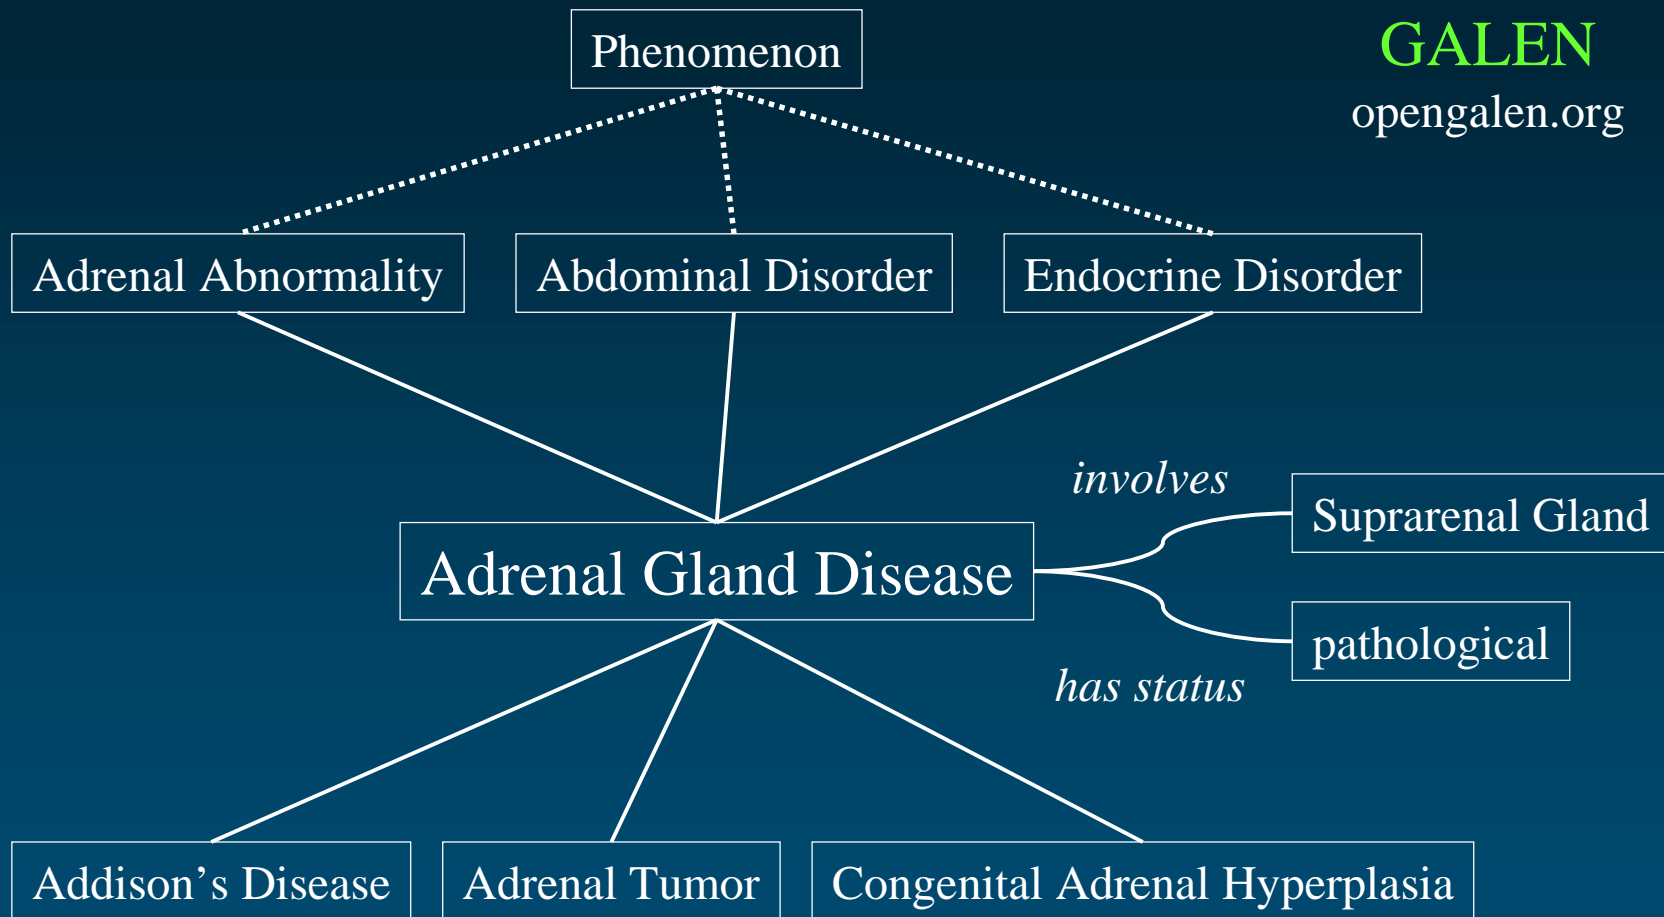 Phenomenon
GALEN
opengalen.org
Adrenal Abnormality
Abdominal Disorder
Endocrine Disorder
involves
Suprarenal Gland
Adrenal Gland Disease
pathological
has status
Addison’s Disease
Adrenal Tumor
Congenital Adrenal Hyperplasia